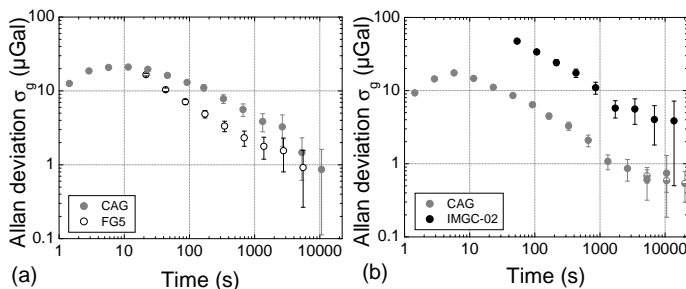 Allan deviation σg (µGal)
100
10
1
0.1
CAG
FG5
1 10 100 1000 10000
Time (s)
(a)
Allan deviation σg (µGal)
100
10
1
0.1
CAG
IMGC-02
1 10 100 1000 10000
Time (s)
(b)